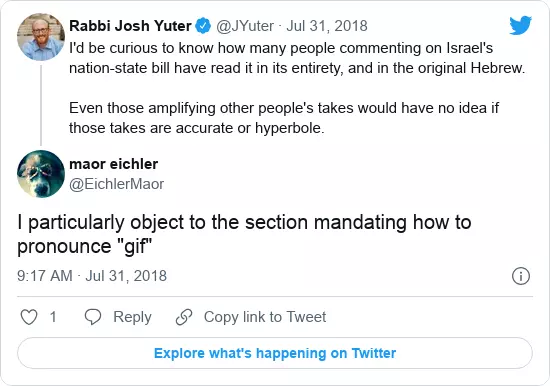 Rabbi Josh Yuter @JYuter · Jul 31, 2018
I'd be curious to know how many people commenting on Israel's
nation-state bill have read it in its entirety, and in the original Hebrew.
Even those amplifying other people's takes would have no idea if
those takes are accurate or hyperbole.
maor eichler
@EichlerMaor
I particularly object to the section mandating how to
pronounce "gif"
9:17 AM · Jul 31, 2018
1 Reply Copy link to Tweet
Explore what's happening on Twitter